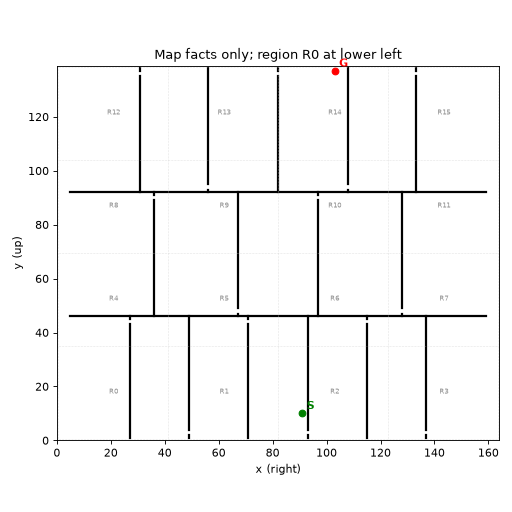 Map facts only; region R0 at lower left
G
R12 R13 R14 R15
R8 R9 R10 R11
R4 R5 R6 R7
R0 R1 R2 R3
S
y (up)
120
100
80
60
40
20
0
0 20 40 60 80 100 120 140 160
x (right)